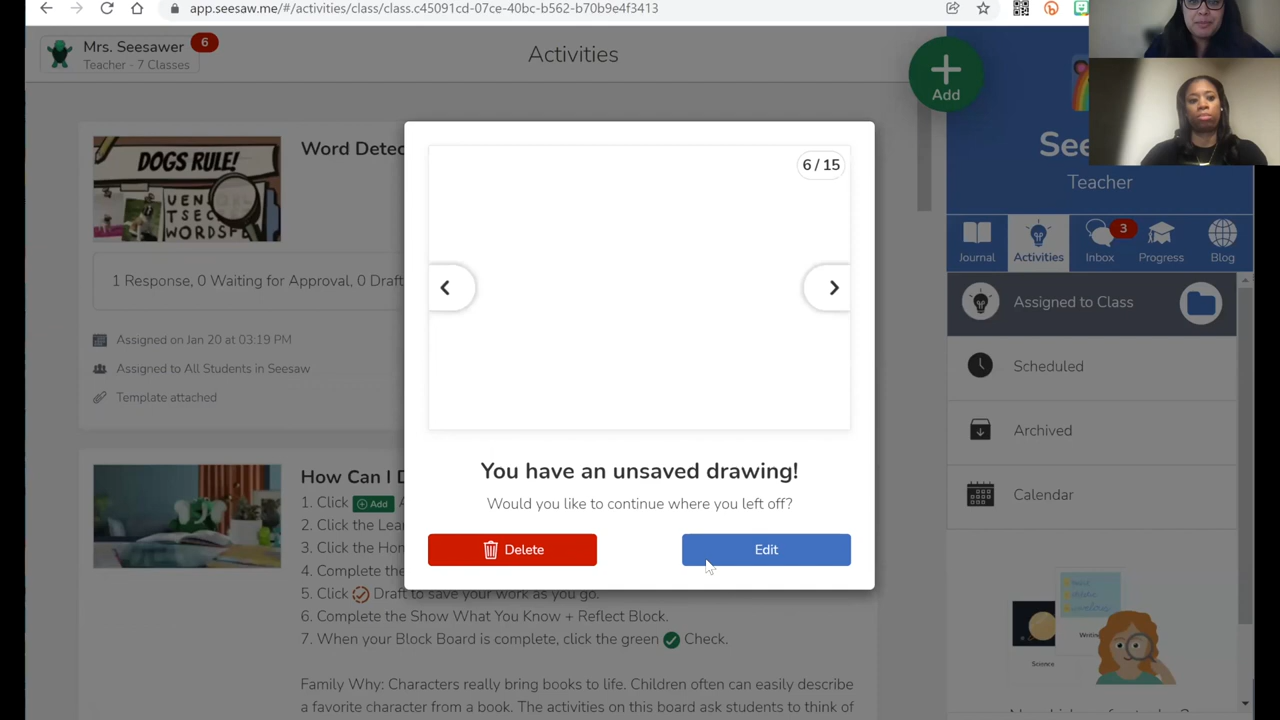 app.seesaw.me/#/activities/class/class.c45091cd-07ce-40bc-b562-b70b9e4f3413
Mrs. Seesawer
6
Teacher - 7 Classes
Activities
Add
See
Teacher
Journal
Activities
Inbox
3
Progress
Blog
Assigned to Class
Scheduled
Archived
Calendar
Science
DOGS RULE!
Word Detec
1 Response, 0 Waiting for Approval, 0 Draft
Assigned on Jan 20 at 03:19 PM
Assigned to All Students in Seesaw
Template attached
6 / 15
You have an unsaved drawing!
Would you like to continue where you left off?
Delete
Edit
How Can I D
1. Click Add
2. Click the Lea
3. Click the Hon
4. Complete the
5. Click Draft to save your work as you go.
6. Complete the Show What You Know + Reflect Block.
7. When your Block Board is complete, click the green Check.
Family Why: Characters really bring books to life. Children often can easily describe
a favorite character from a book. The activities on this board ask students to think of